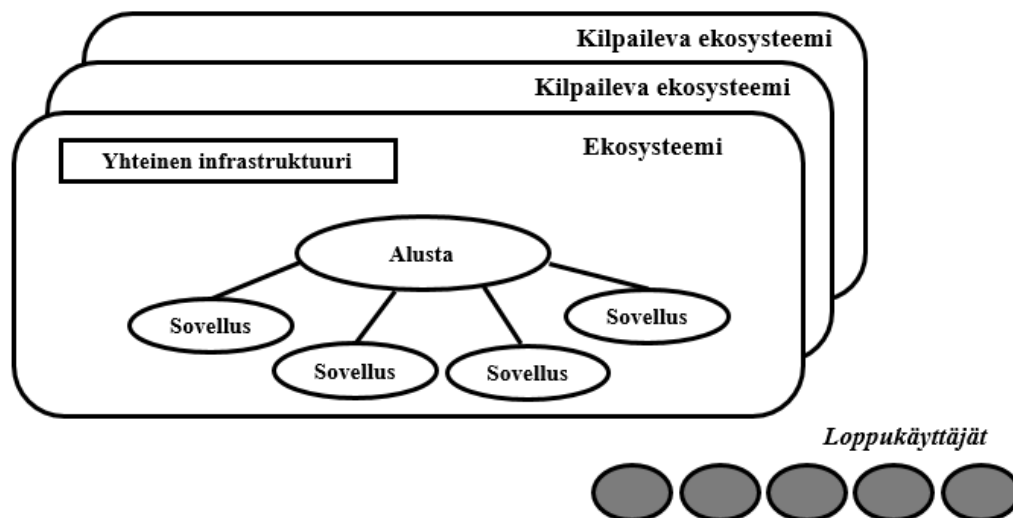 Kilpaileva ekosysteemi
Kilpaileva ekosysteemi
Ekosysteemi
Yhteinen infrastruktuuri
Alusta
Sovellus
Sovellus
Sovellus
Sovellus
Loppukäyttäjät